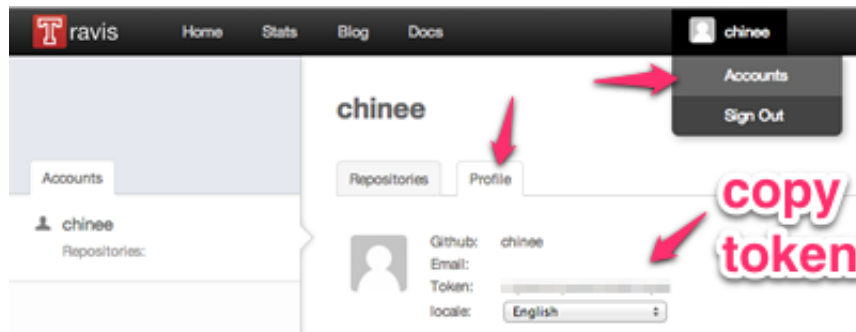 Travis Home Stats Blog Docs chinee
Accounts
Sign Out
chinee
Accounts
Repositories Profile
chinee
Repositories:
Github: chinee
Email:
Token:
locale: English
copy
token